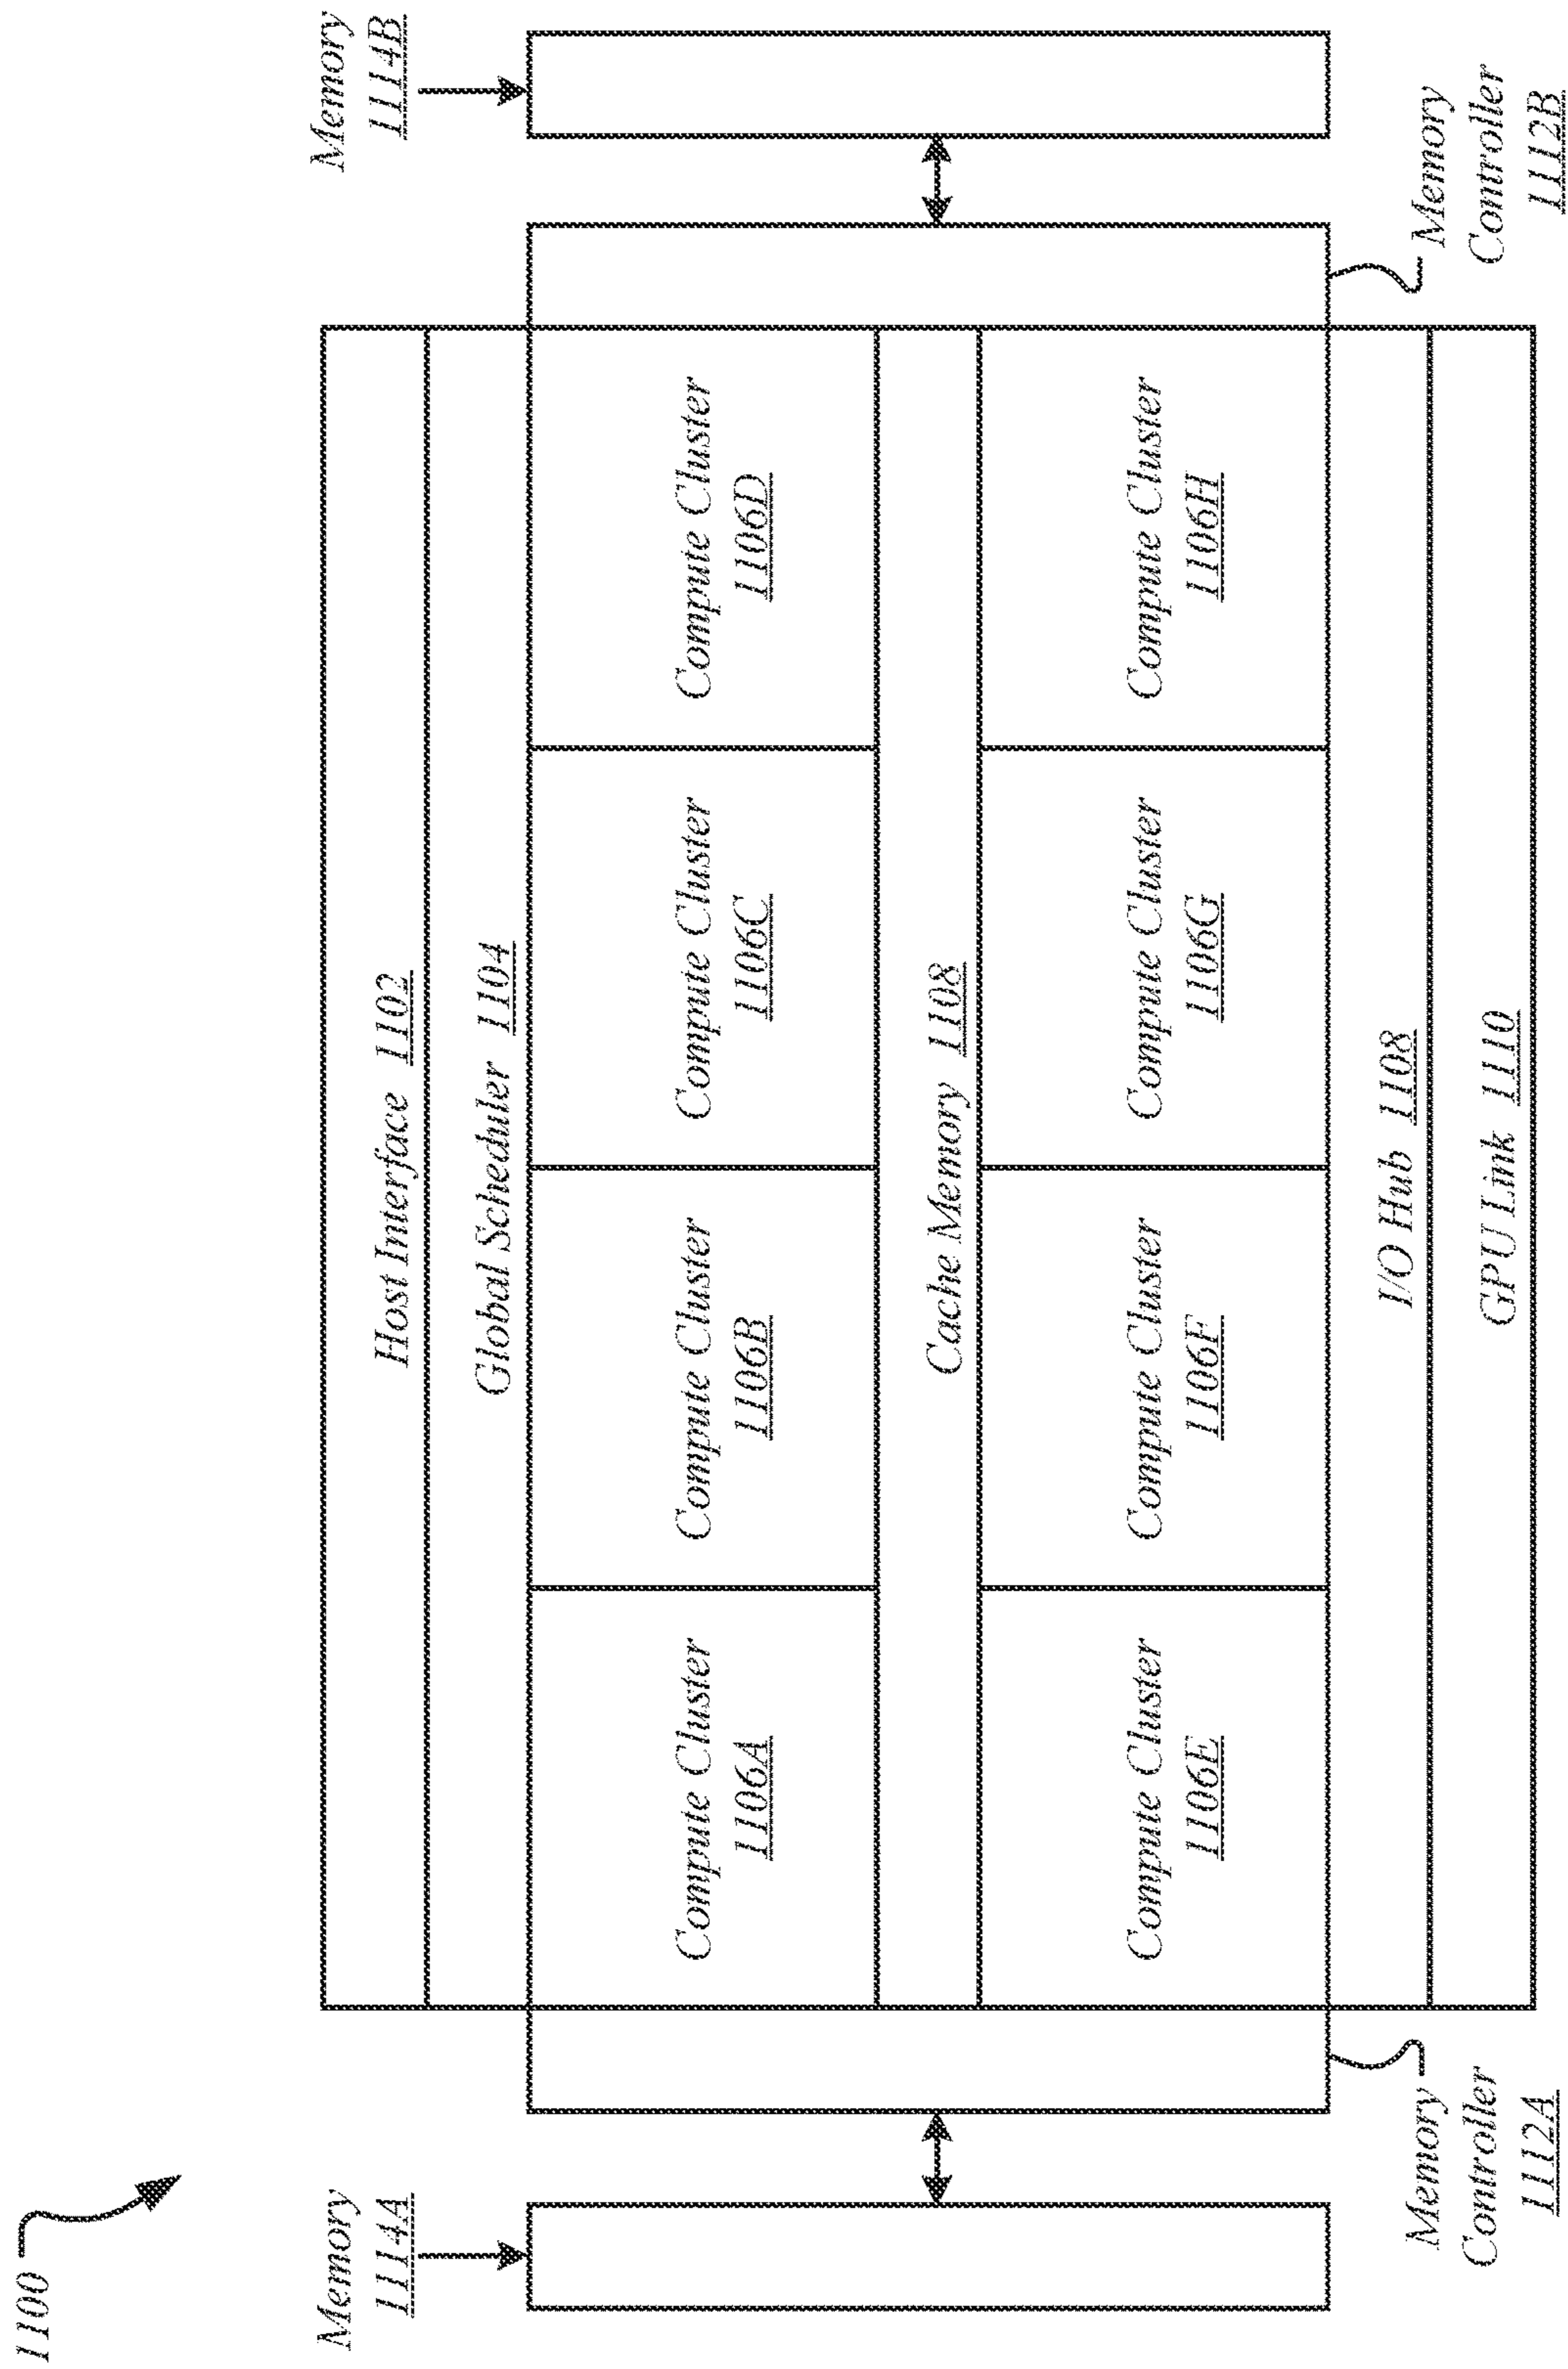 1100
Memory
1114A
Memory
1114B
Host Interface 1102
Global Scheduler 1104
Compute Cluster
1106A
Compute Cluster
1106B
Compute Cluster
1106C
Compute Cluster
1106D
Cache Memory 1108
Compute Cluster
1106E
Compute Cluster
1106F
Compute Cluster
1106G
Compute Cluster
1106H
I/O Hub 1108
GPU Link 1110
Memory
Controller
1112A
Memory
Controller
1112B